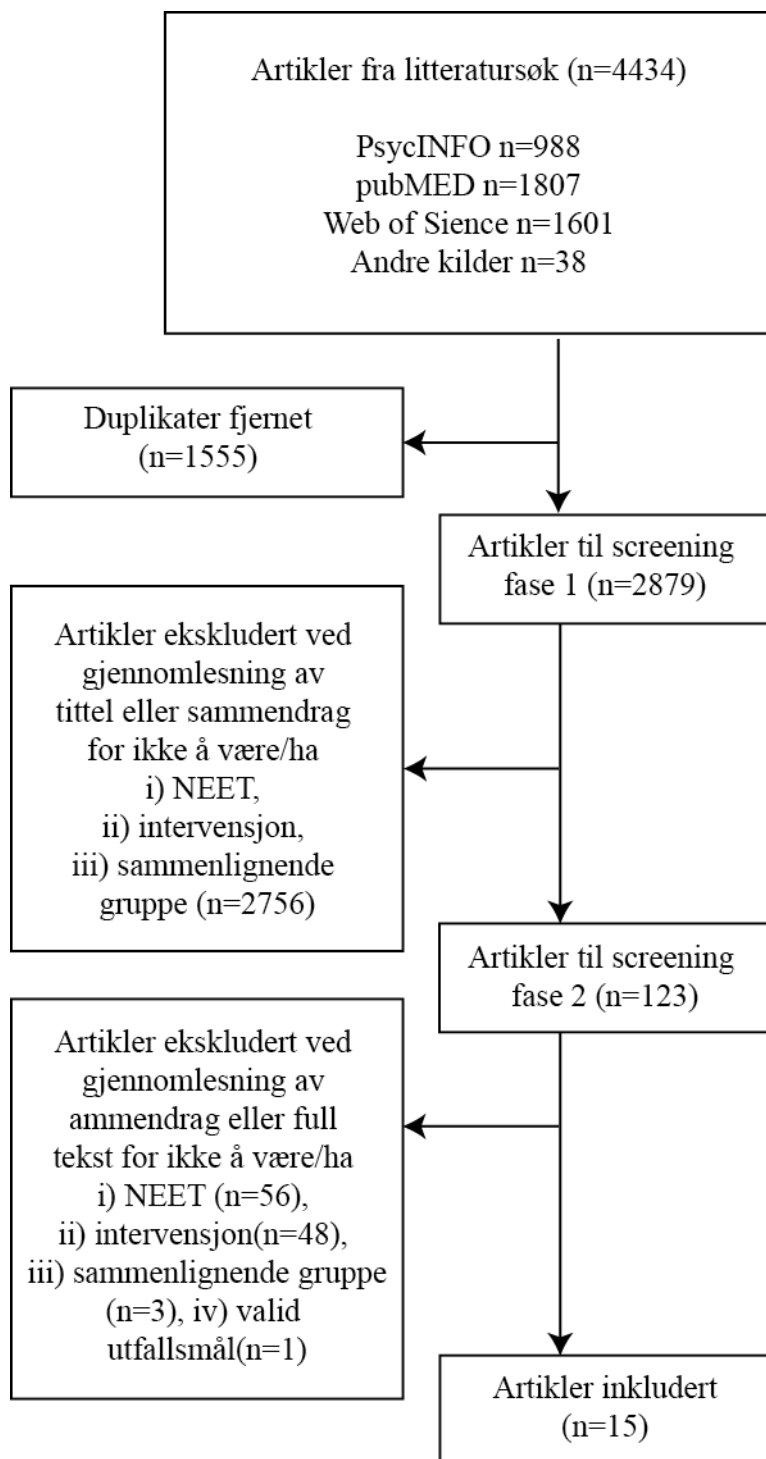 Artikler fra litteratursøk (n=4434)
PsycINFO n=988
pubMED n=1807
Web of Sience n=1601
Andre kilder n=38
Duplikater fjernet
(n=1555)
Artikler til screening
fase 1 (n=2879)
Artikler ekskludert ved
gjennomlesning av
tittel eller sammendrag
for ikke å være/ha
i) NEET,
ii) intervensjon,
iii) sammenlignende
gruppe (n=2756)
Artikler til screening
fase 2 (n=123)
Artikler ekskludert ved
gjennomlesning av
ammendrag eller full
tekst for ikke å være/ha
i) NEET (n=56),
ii) intervensjon(n=48),
iii) sammenlignende gruppe
(n=3), iv) valid
utfallsmål(n=1)
Artikler inkludert
(n=15)